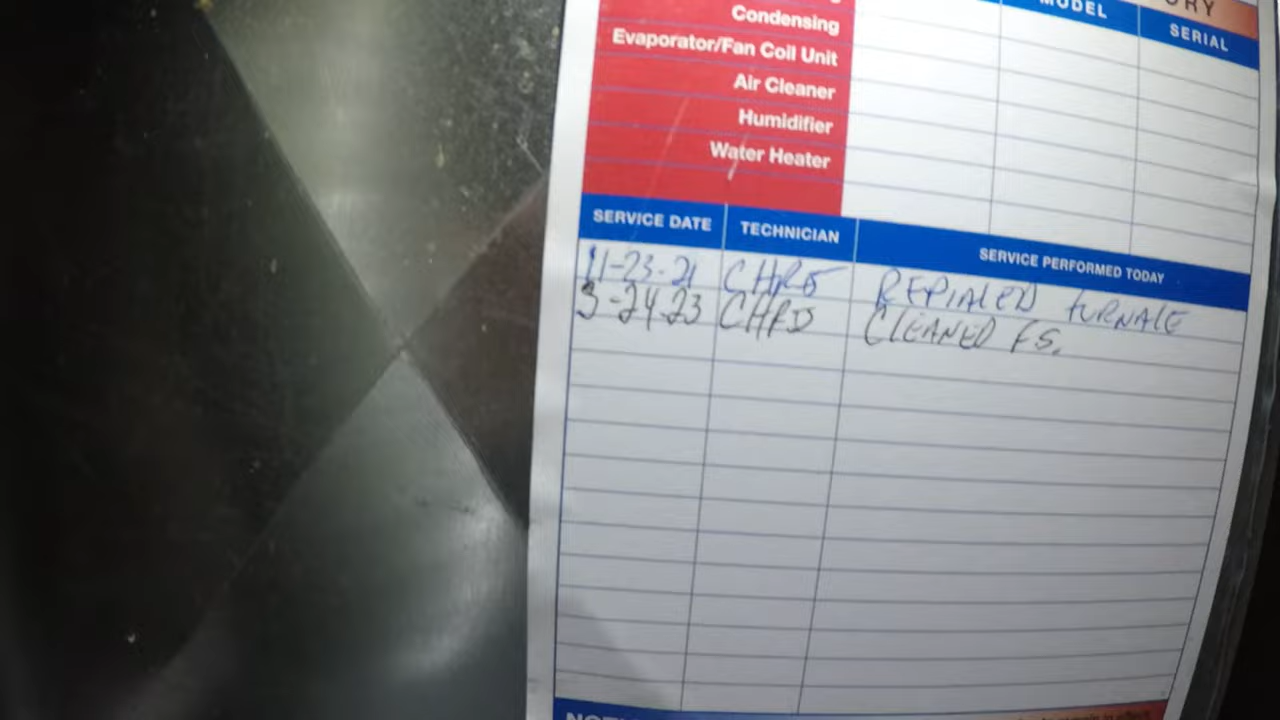 ORY
MODEL
SERIAL
Condensing
Evaporator/Fan Coil Unit
Air Cleaner
Humidifier
Water Heater
SERVICE DATE TECHNICIAN SERVICE PERFORMED TODAY
11-23-21 CHRIS REPLACED FURNACE
3-24-23 CHRIS CLEANED F.S.